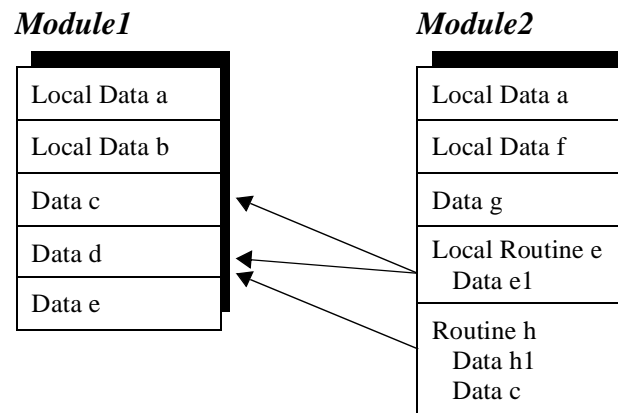 Module1
Local Data a
Local Data b
Data c
Data d
Data e
Module2
Local Data a
Local Data f
Data g
Local Routine e
Data e1
Routine h
Data h1
Data c